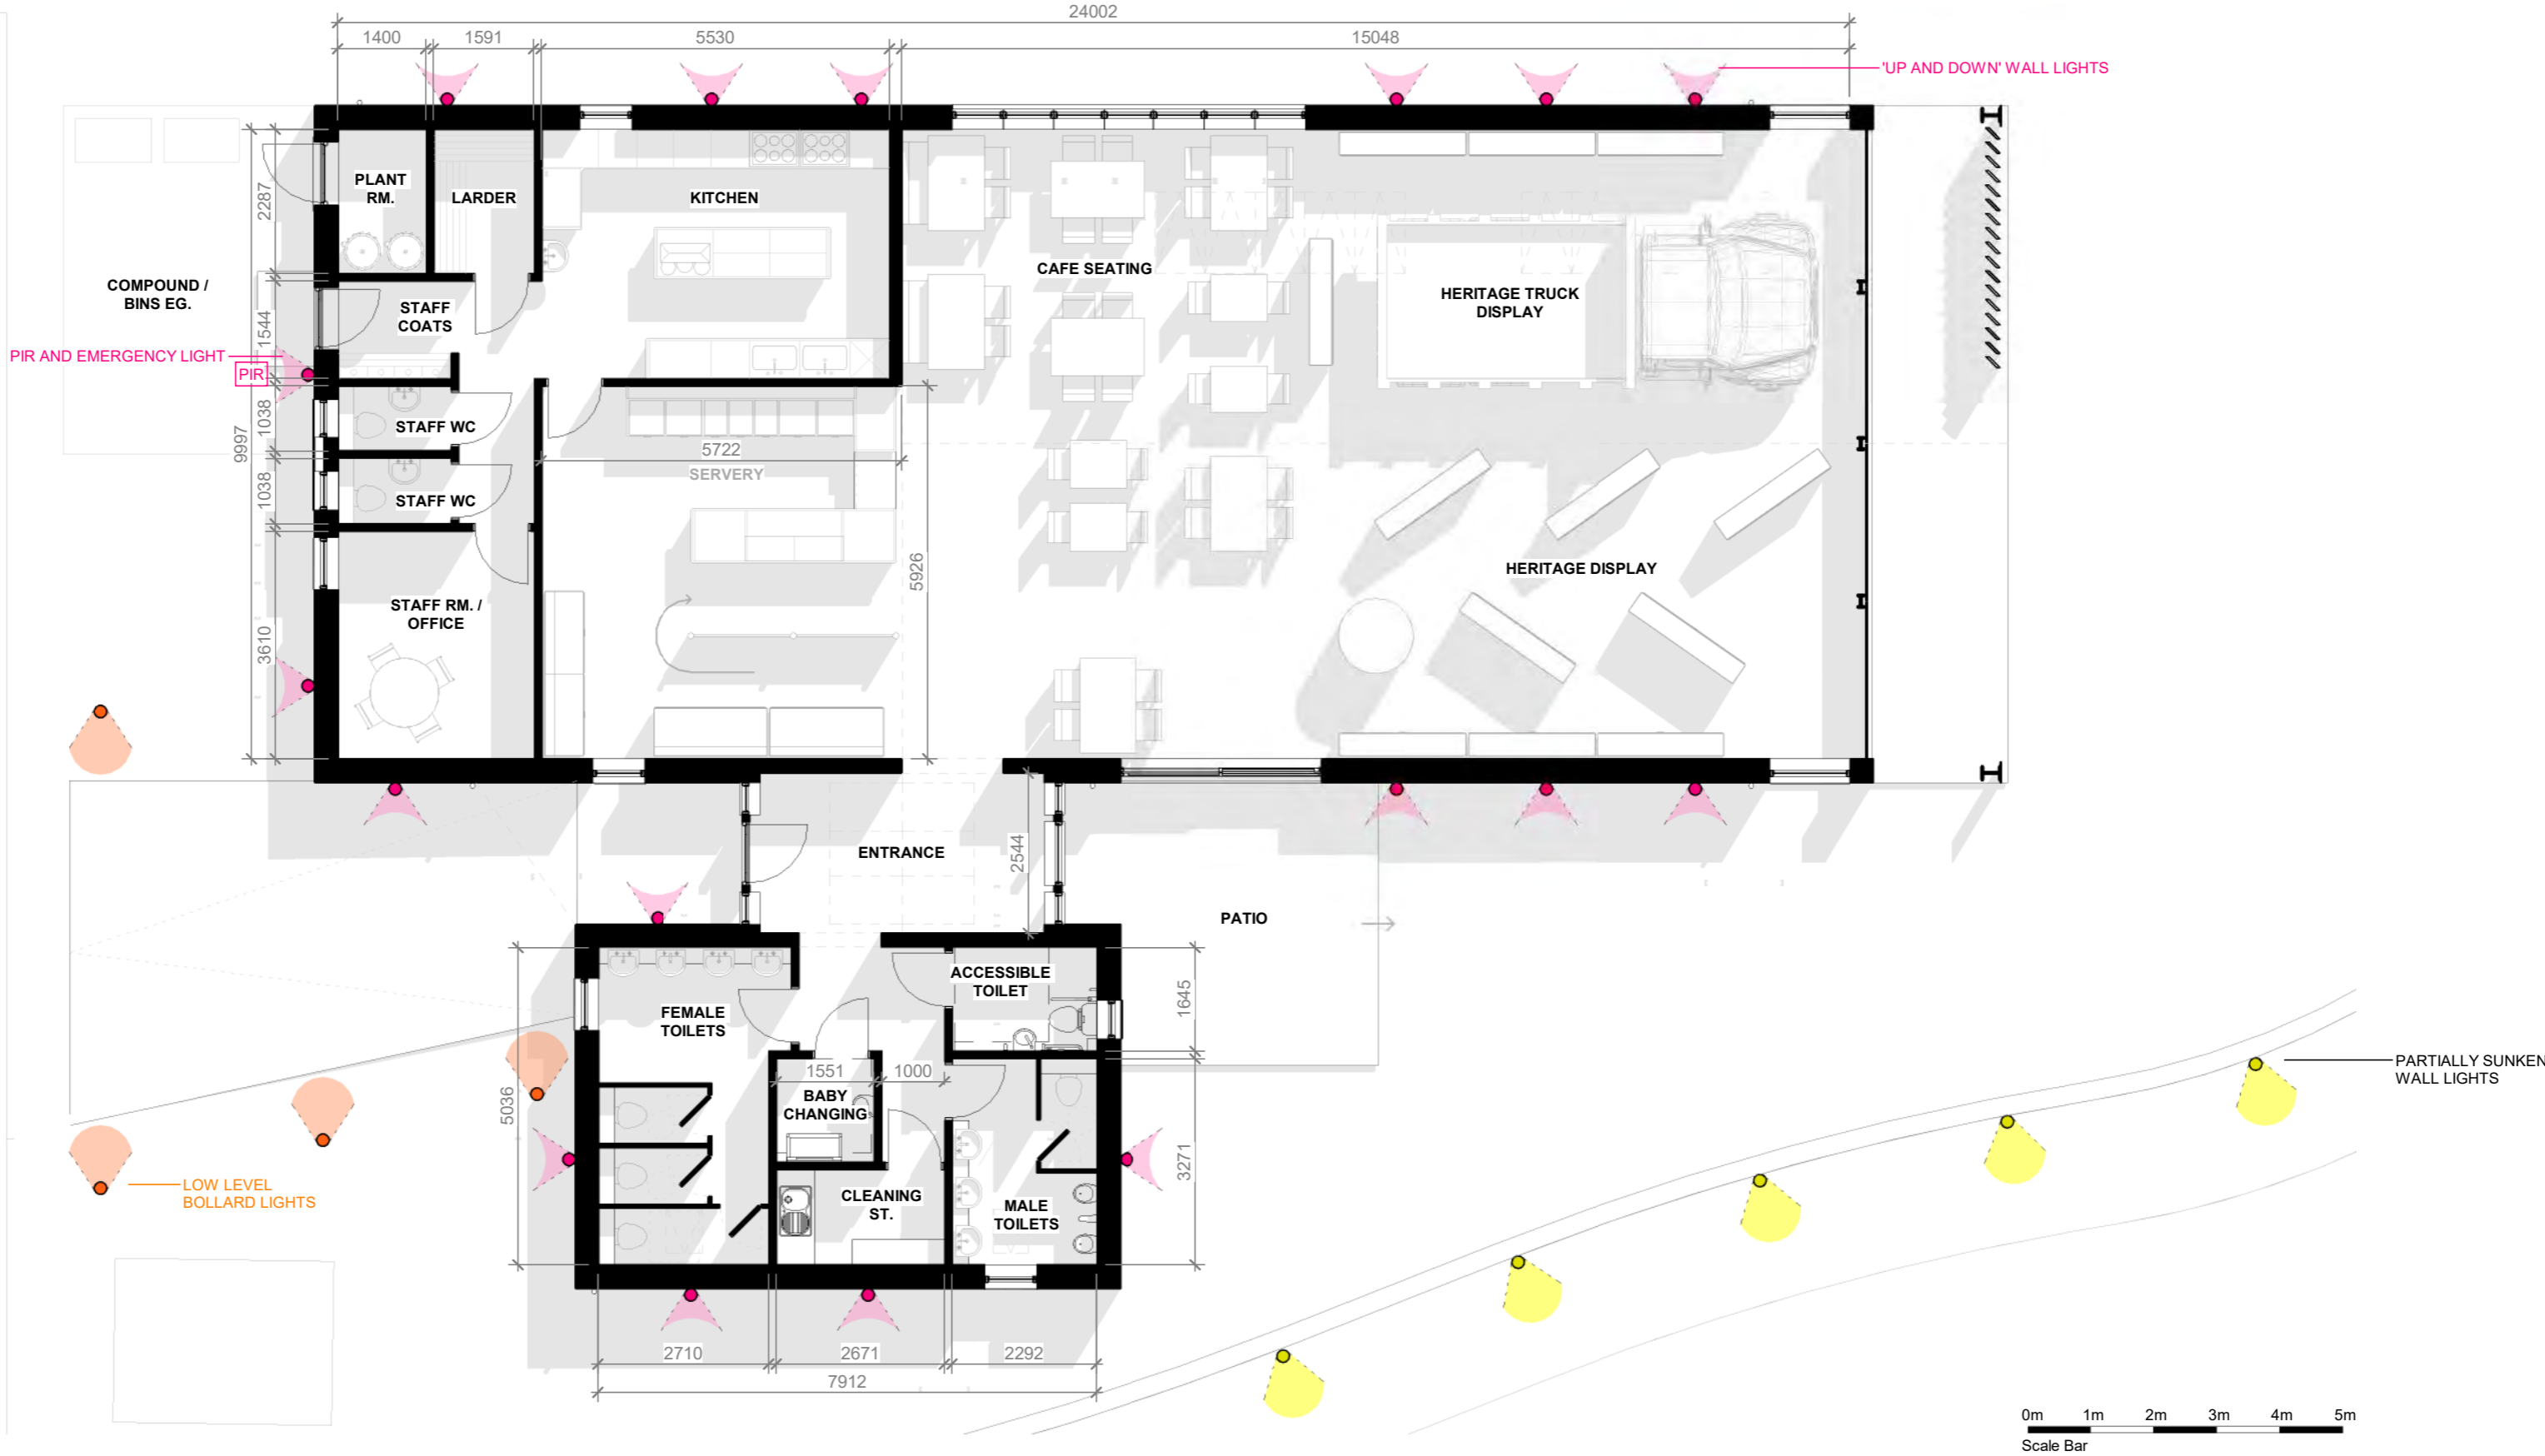 24002
1400
1591
5530
15048
'UP AND DOWN' WALL LIGHTS
PLANT
RM.
LARDER
KITCHEN
2287
COMPOUND /
BINS EG.
CAFE SEATING
HERITAGE TRUCK
DISPLAY
STAFF
COATS
1544
PIR AND EMERGENCY LIGHT
PIR
1038
STAFF WC
9997
5722
SERVERY
1038
STAFF WC
5926
HERITAGE DISPLAY
STAFF RM. /
OFFICE
3610
ENTRANCE
2544
PATIO
ACCESSIBLE
TOILET
1645
FEMALE
TOILETS
1551
1000
BABY
CHANGING
5036
3271
PARTIALLY SUNKEN
WALL LIGHTS
LOW LEVEL
BOLLARD LIGHTS
CLEANING
ST.
MALE
TOILETS
2710
2671
2292
7912
0m 1m 2m 3m 4m 5m
Scale Bar